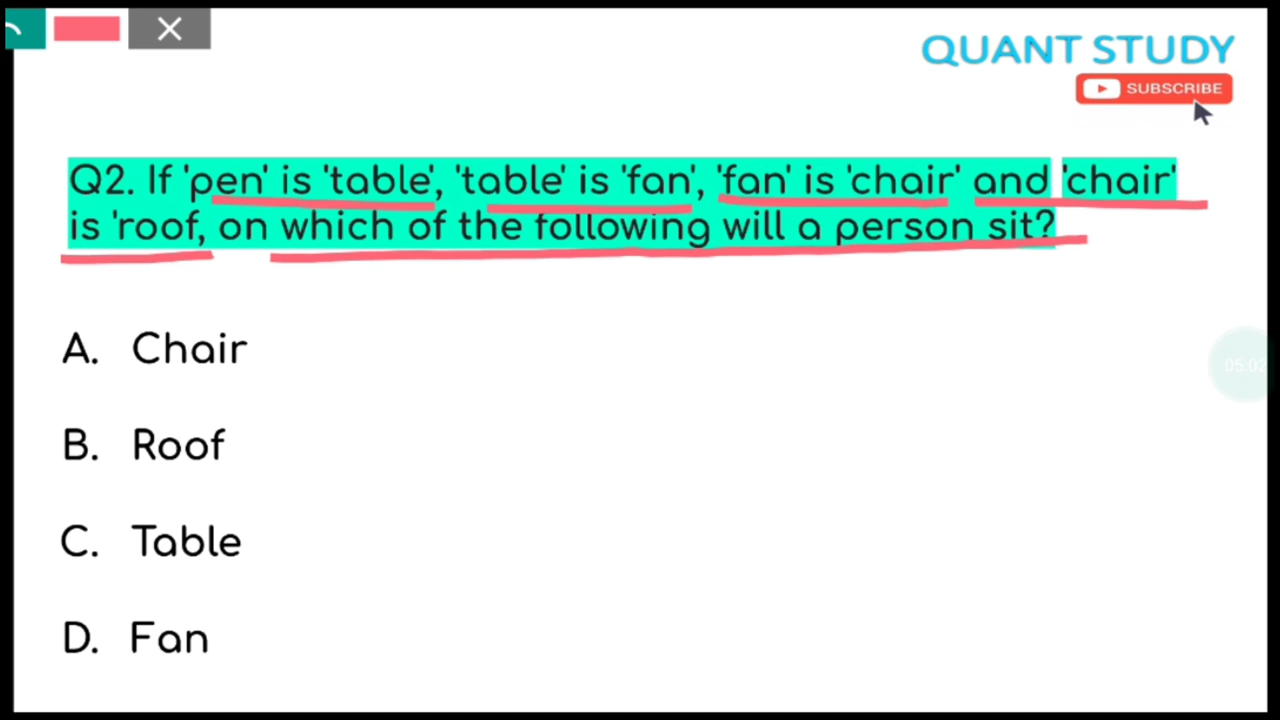 QUANT STUDY
SUBSCRIBE
Q2. If 'pen' is 'table', 'table' is 'fan', 'fan' is 'chair' and 'chair'
is 'roof, on which of the following will a person sit?
A. Chair
B. Roof
C. Table
D. Fan